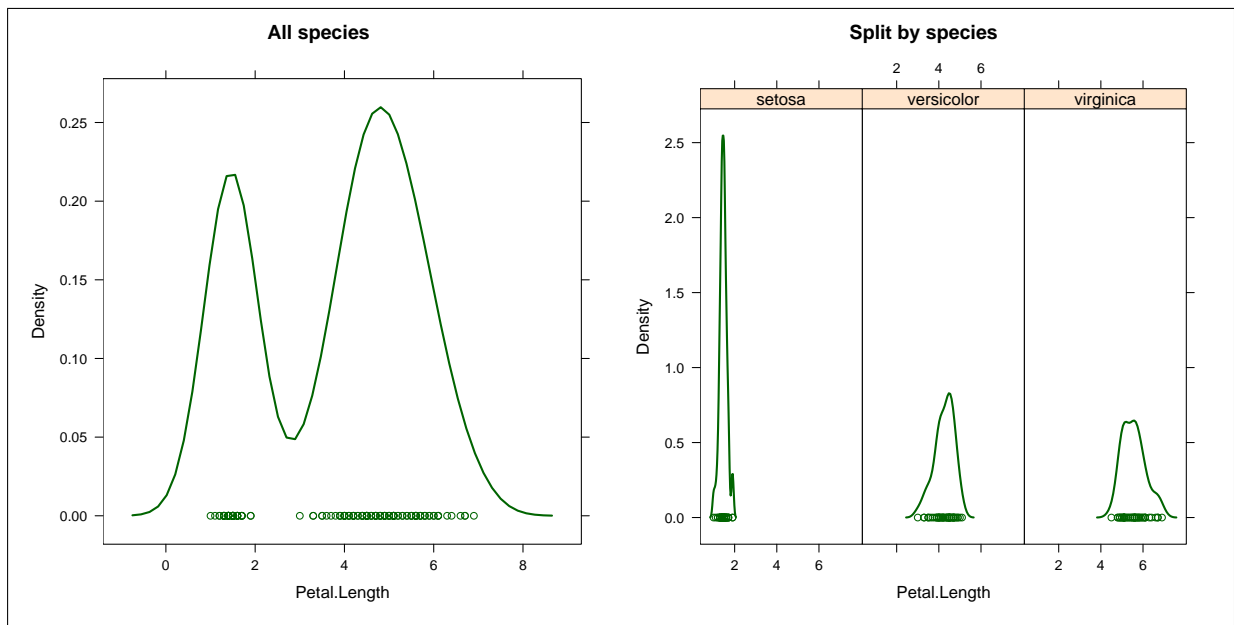 All species
0.25
0.20
0.15
0.10
0.05
0.00
Density
0 2 4 6 8
Petal.Length
Split by species
2 4 6
setosa versicolor virginica
2.5
2.0
1.5
1.0
0.5
0.0
Density
2 4 6 2 4 6
Petal.Length